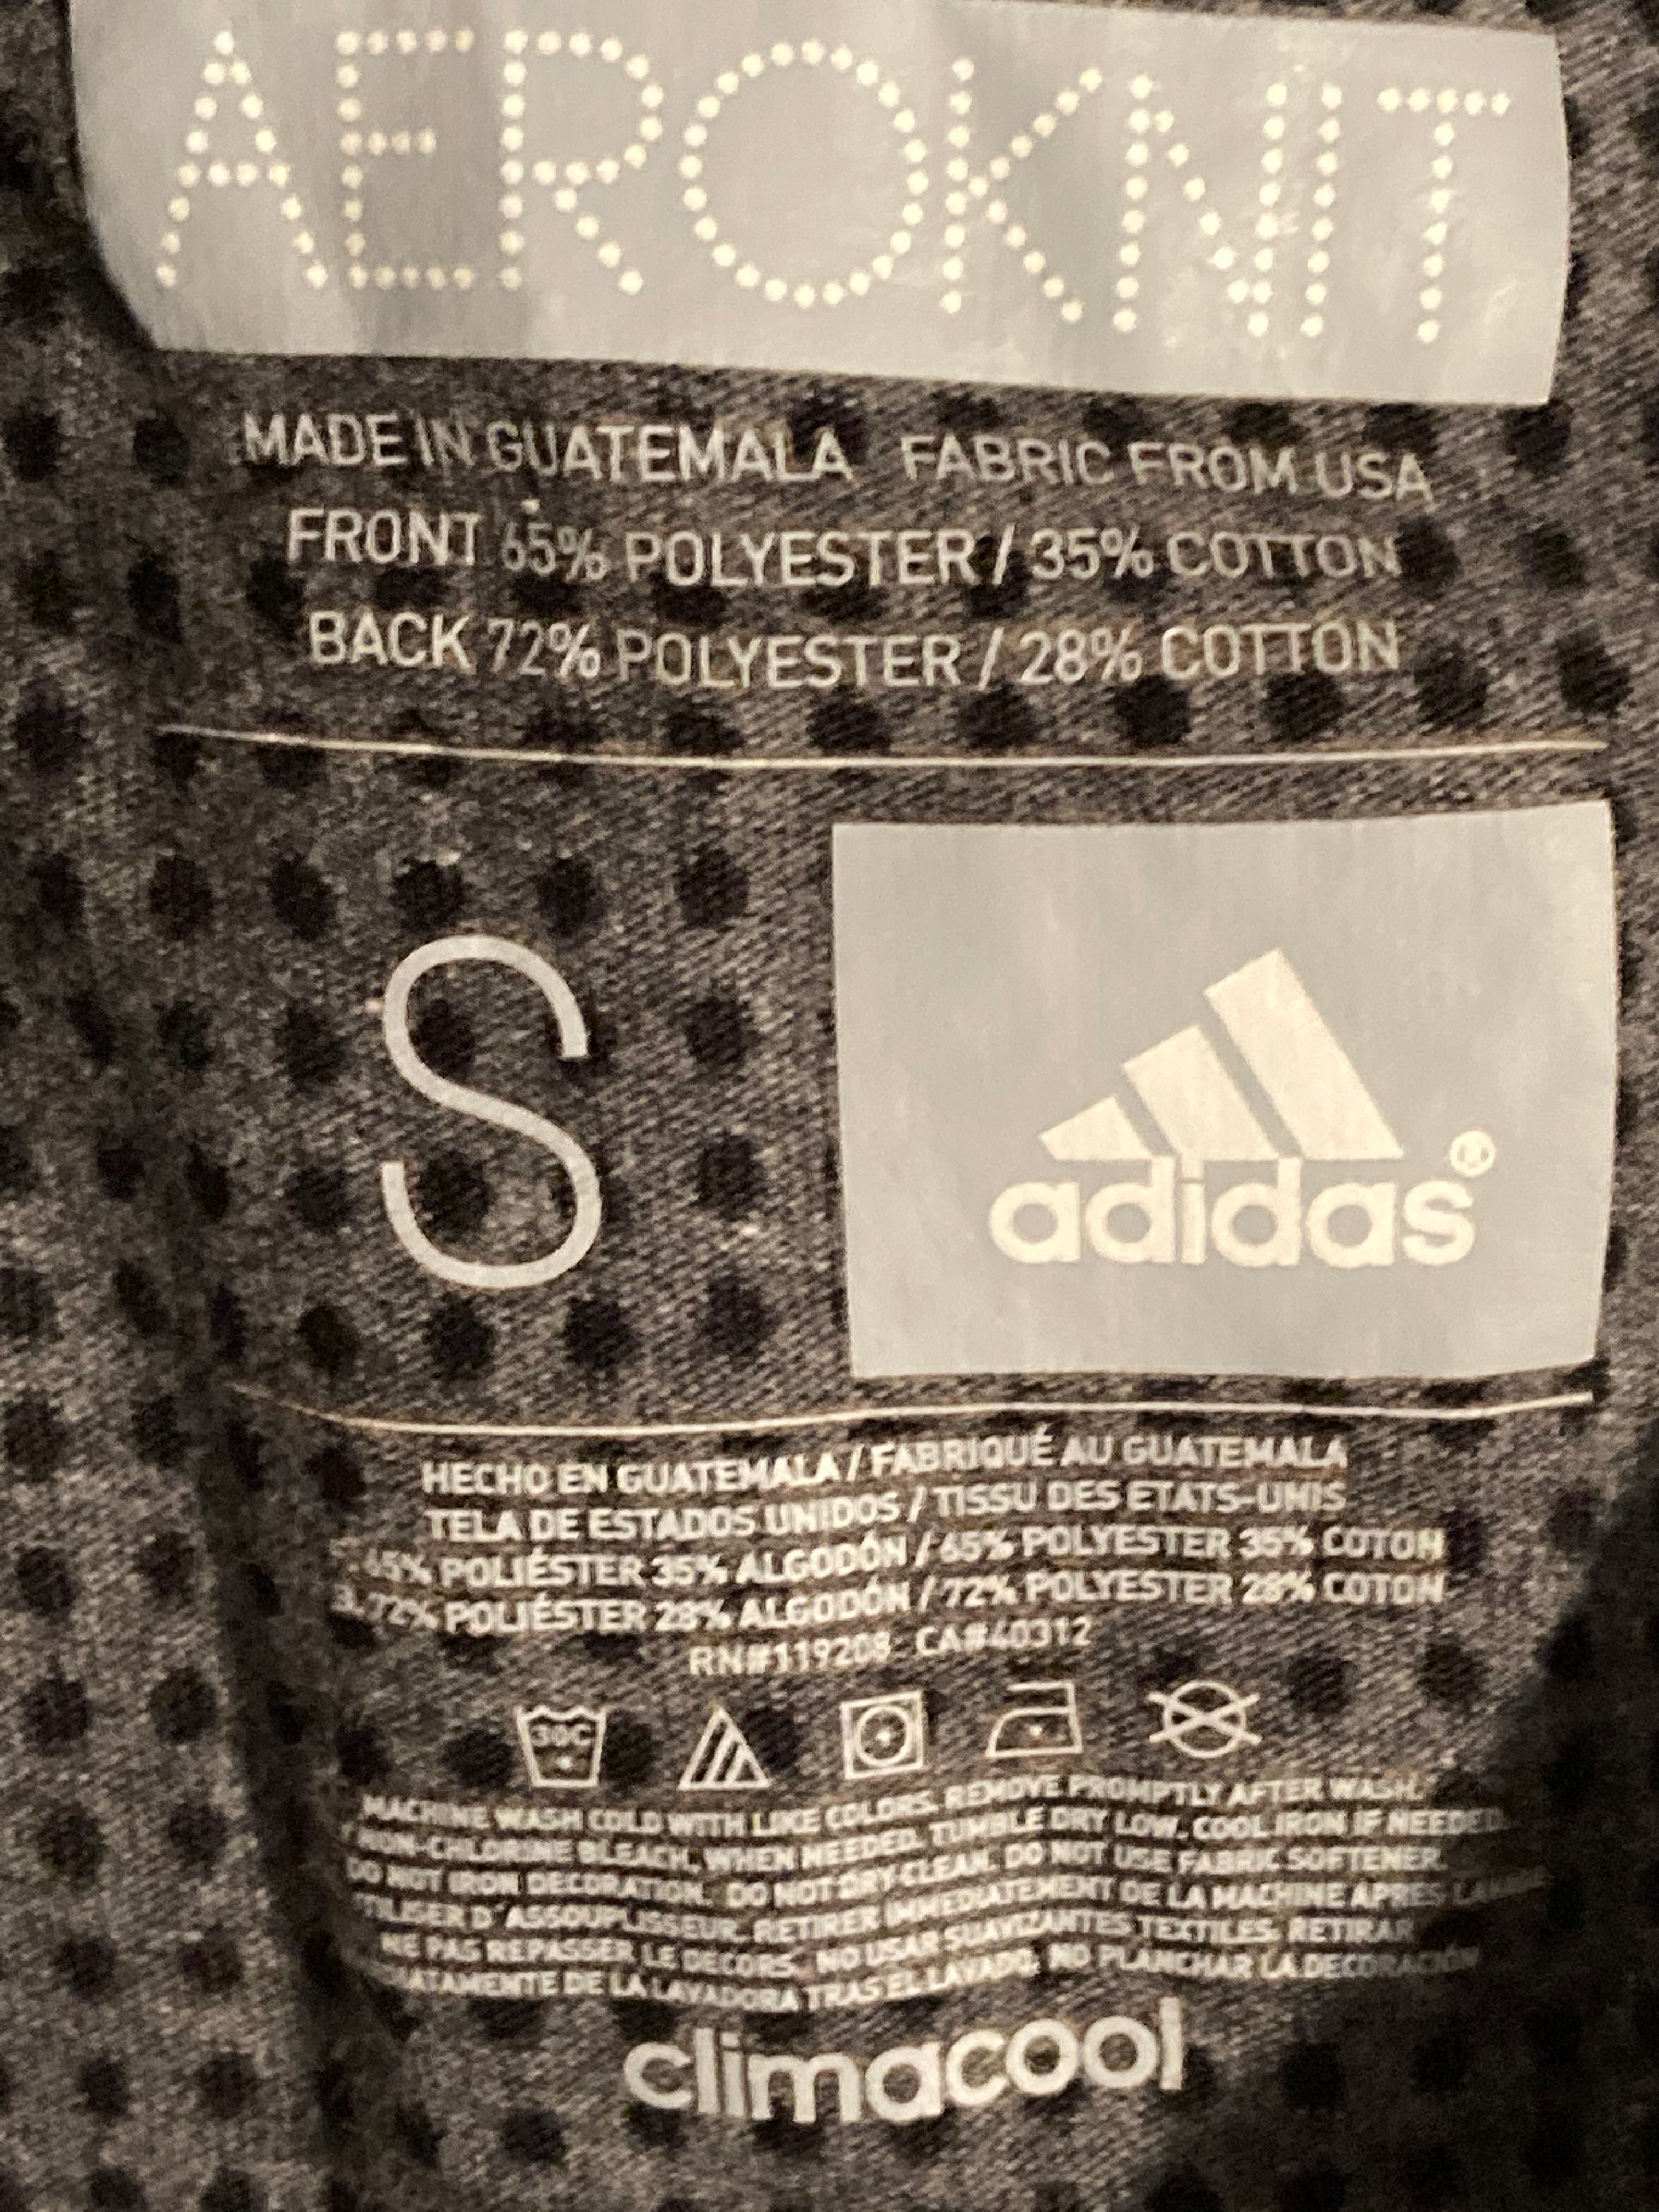 AEROKNIT
MADE IN GUATEMALA FABRIC FROM USA
FRONT 65% POLYESTER / 35% COTTON
BACK 72% POLYESTER / 28% COTTON
S
adidas®
HECHO EN GUATEMALA / FABRIQUÉ AU GUATEMALA
TELA DE ESTADOS UNIDOS / TISSU DES ETATS-UNIS
65% POLIÉSTER 35% ALGODÓN / 65% POLYESTER 35% COTON
72% POLIÉSTER 28% ALGODÓN / 72% POLYESTER 28% COTON
RN#119208 CA#40312
30C
MACHINE WASH COLD WITH LIKE COLORS. REMOVE PROMPTLY AFTER WASH.
NON-CHLORINE BLEACH, WHEN NEEDED. TUMBLE DRY LOW. COOL IRON IF NEEDED.
DO NOT IRON DECORATION. DO NOT DRY-CLEAN. DO NOT USE FABRIC SOFTENER.
D'ASSOUPLISSEUR. RETIRER IMMEDIATEMENT DE LA MACHINE APRES
NE PAS REPASSER LE DECORS. NO USAR SUAVIZANTES TEXTILES. RETIRAR
DE LA LAVADORA TRAS EL LAVADO. NO PLANCHAR LA DECORACIÓN
climacool